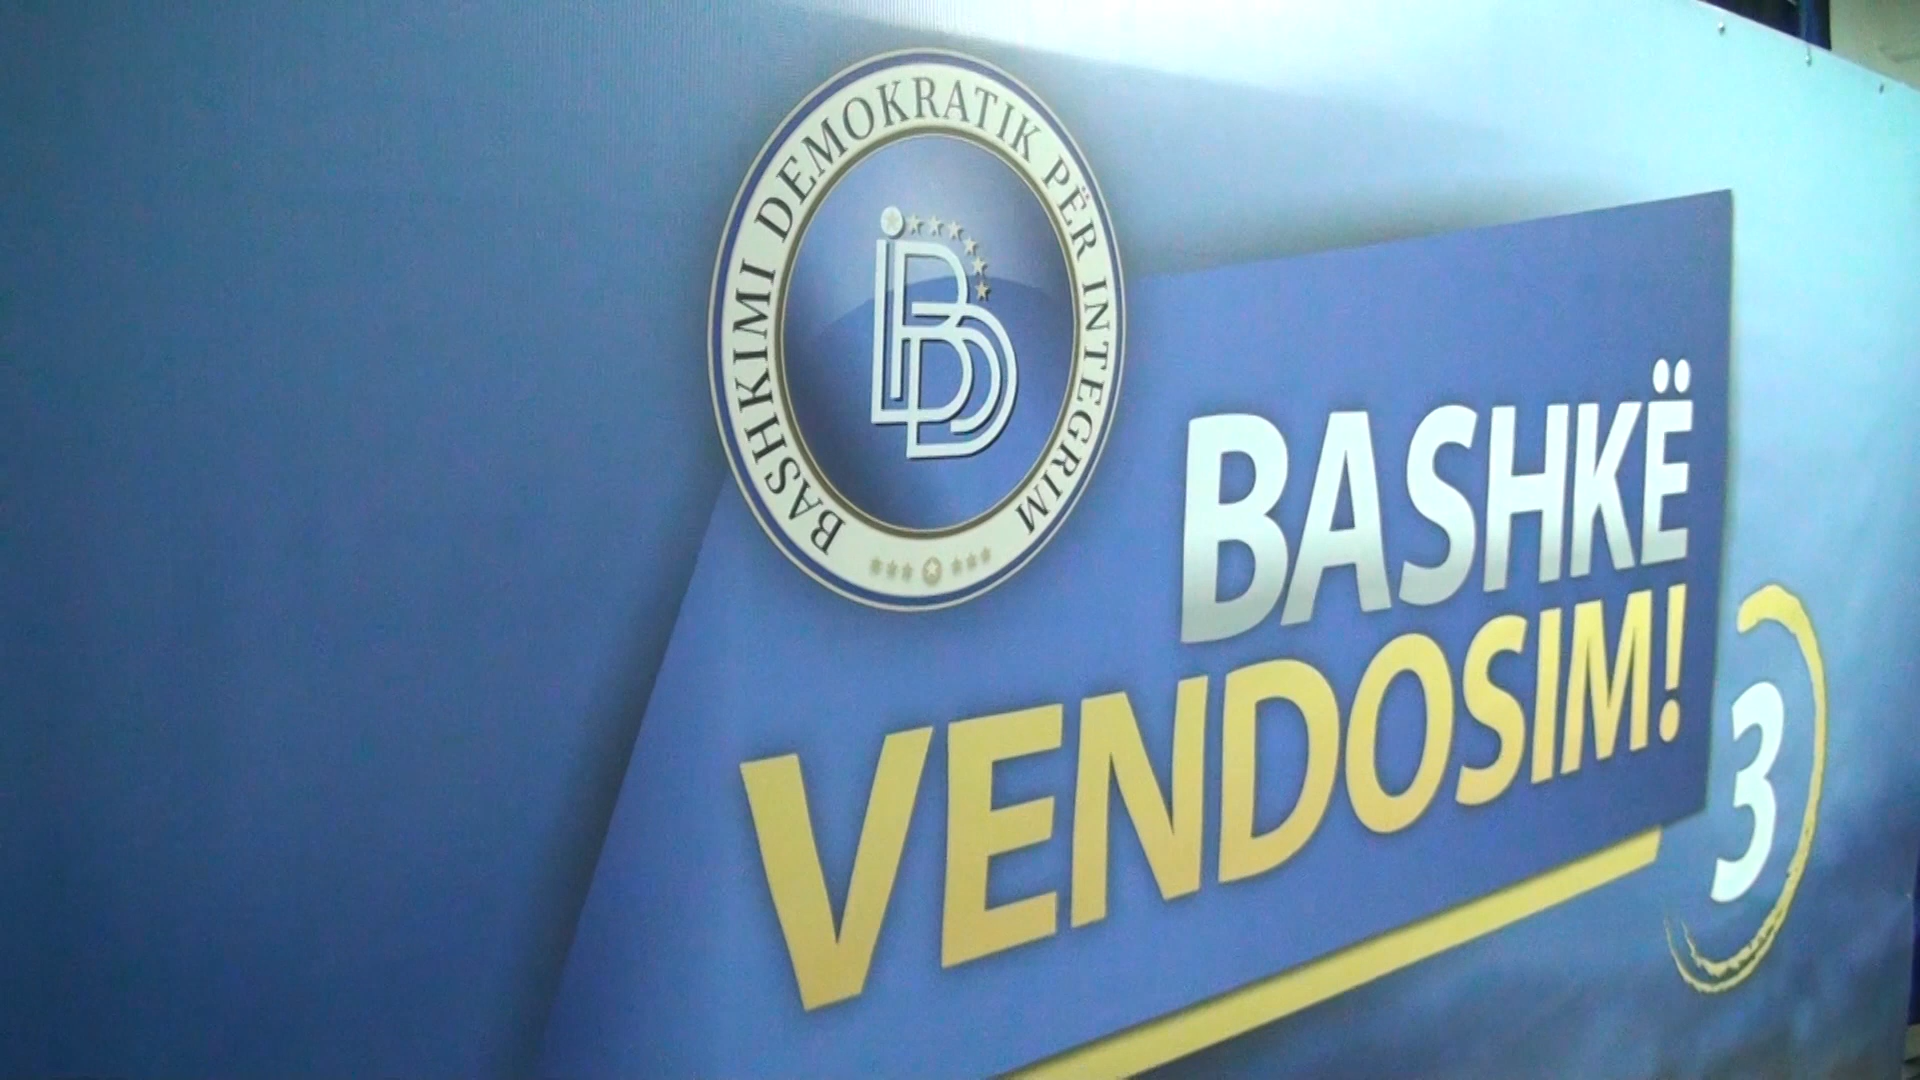 BASHKIMI DEMOKRATIK PËR INTEGRIM
BDI
BASHKË
VENDOSIM!
3